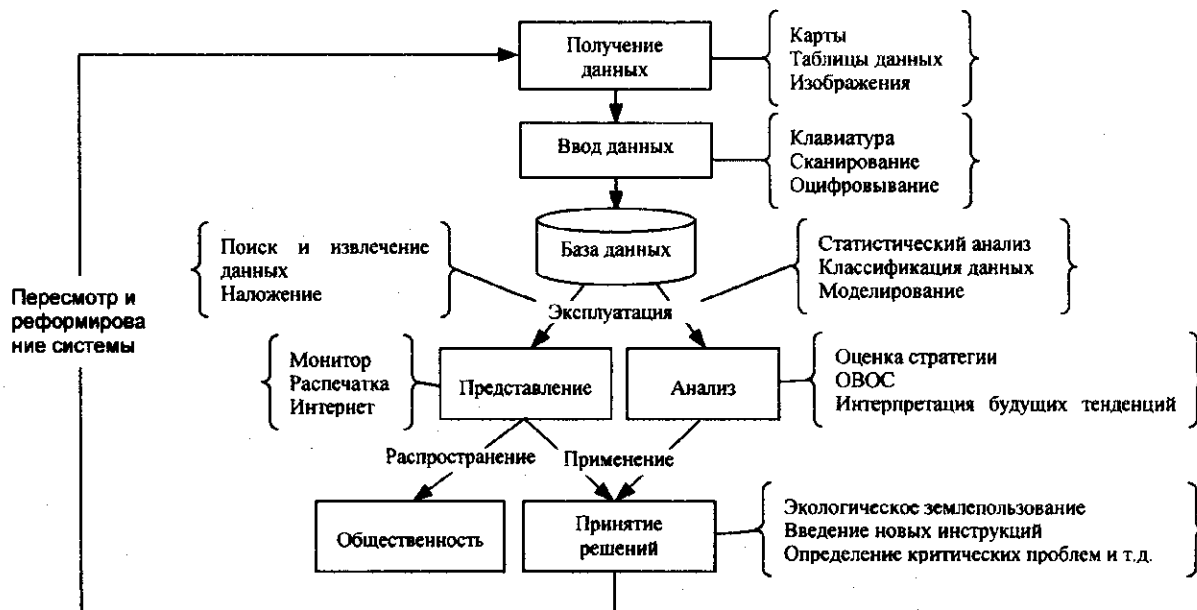 Получение
данных
Карты
Таблицы данных
Изображения
Ввод данных
Клавиатура
Сканирование
Оцифровывание
База данных
Поиск и извлечение
данных
Наложение
Статистический анализ
Классификация данных
Моделирование
Эксплуатация
Пересмотр и
реформирова
ние системы
Монитор
Распечатка
Интернет
Представление
Анализ
Оценка стратегии
ОВОС
Интерпретация будущих тенденций
Распространение
Применение
Общественность
Принятие
решений
Экологическое землепользование
Введение новых инструкций
Определение критических проблем и т.д.